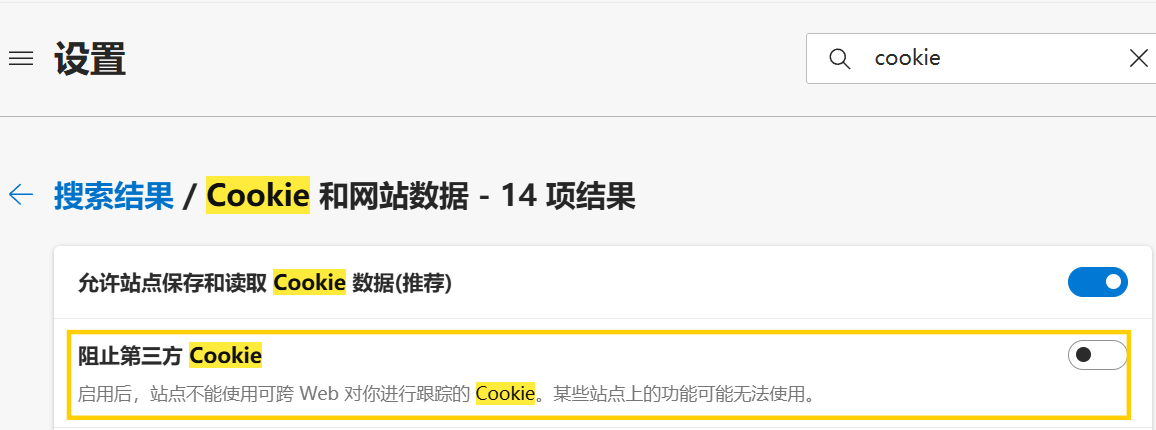 设置
cookie
搜索结果 / Cookie 和网站数据 - 14 项结果
允许站点保存和读取 Cookie 数据(推荐)
阻止第三方 Cookie
启用后，站点不能使用可跨 Web 对你进行跟踪的 Cookie。某些站点上的功能可能无法使用。